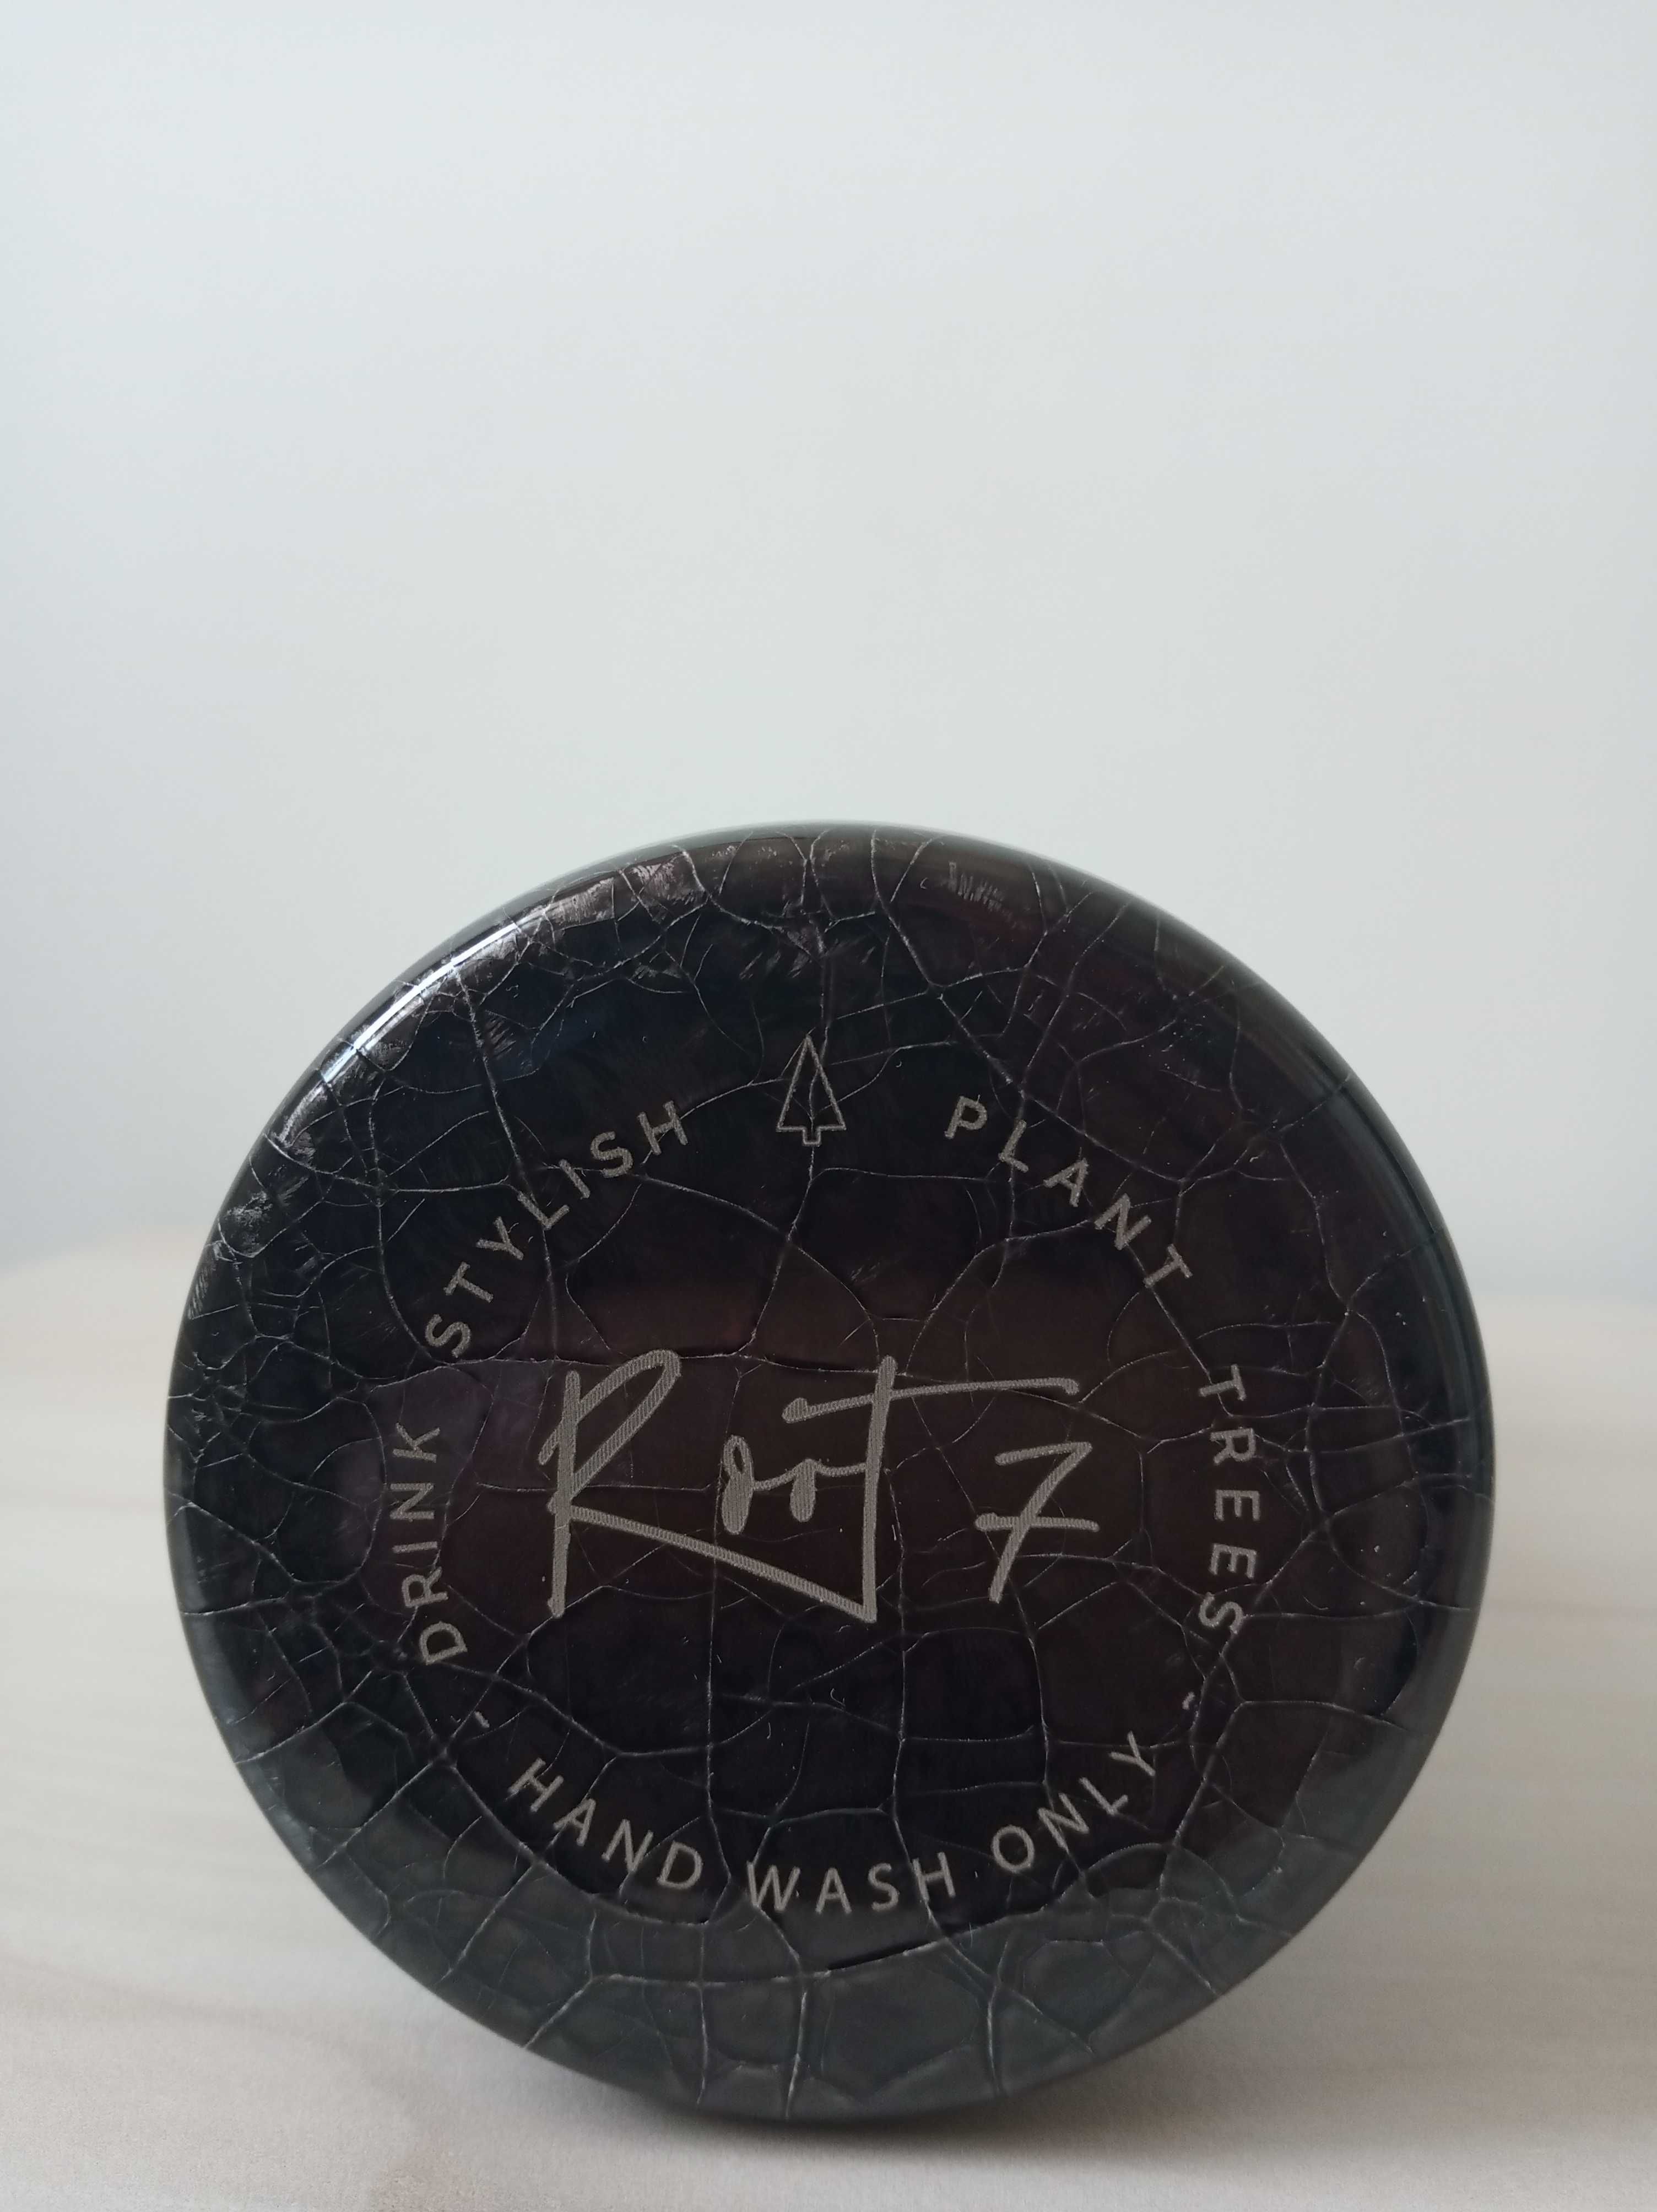 DRINK STYLISH PLANT TREES
Root 7
HAND WASH ONLY